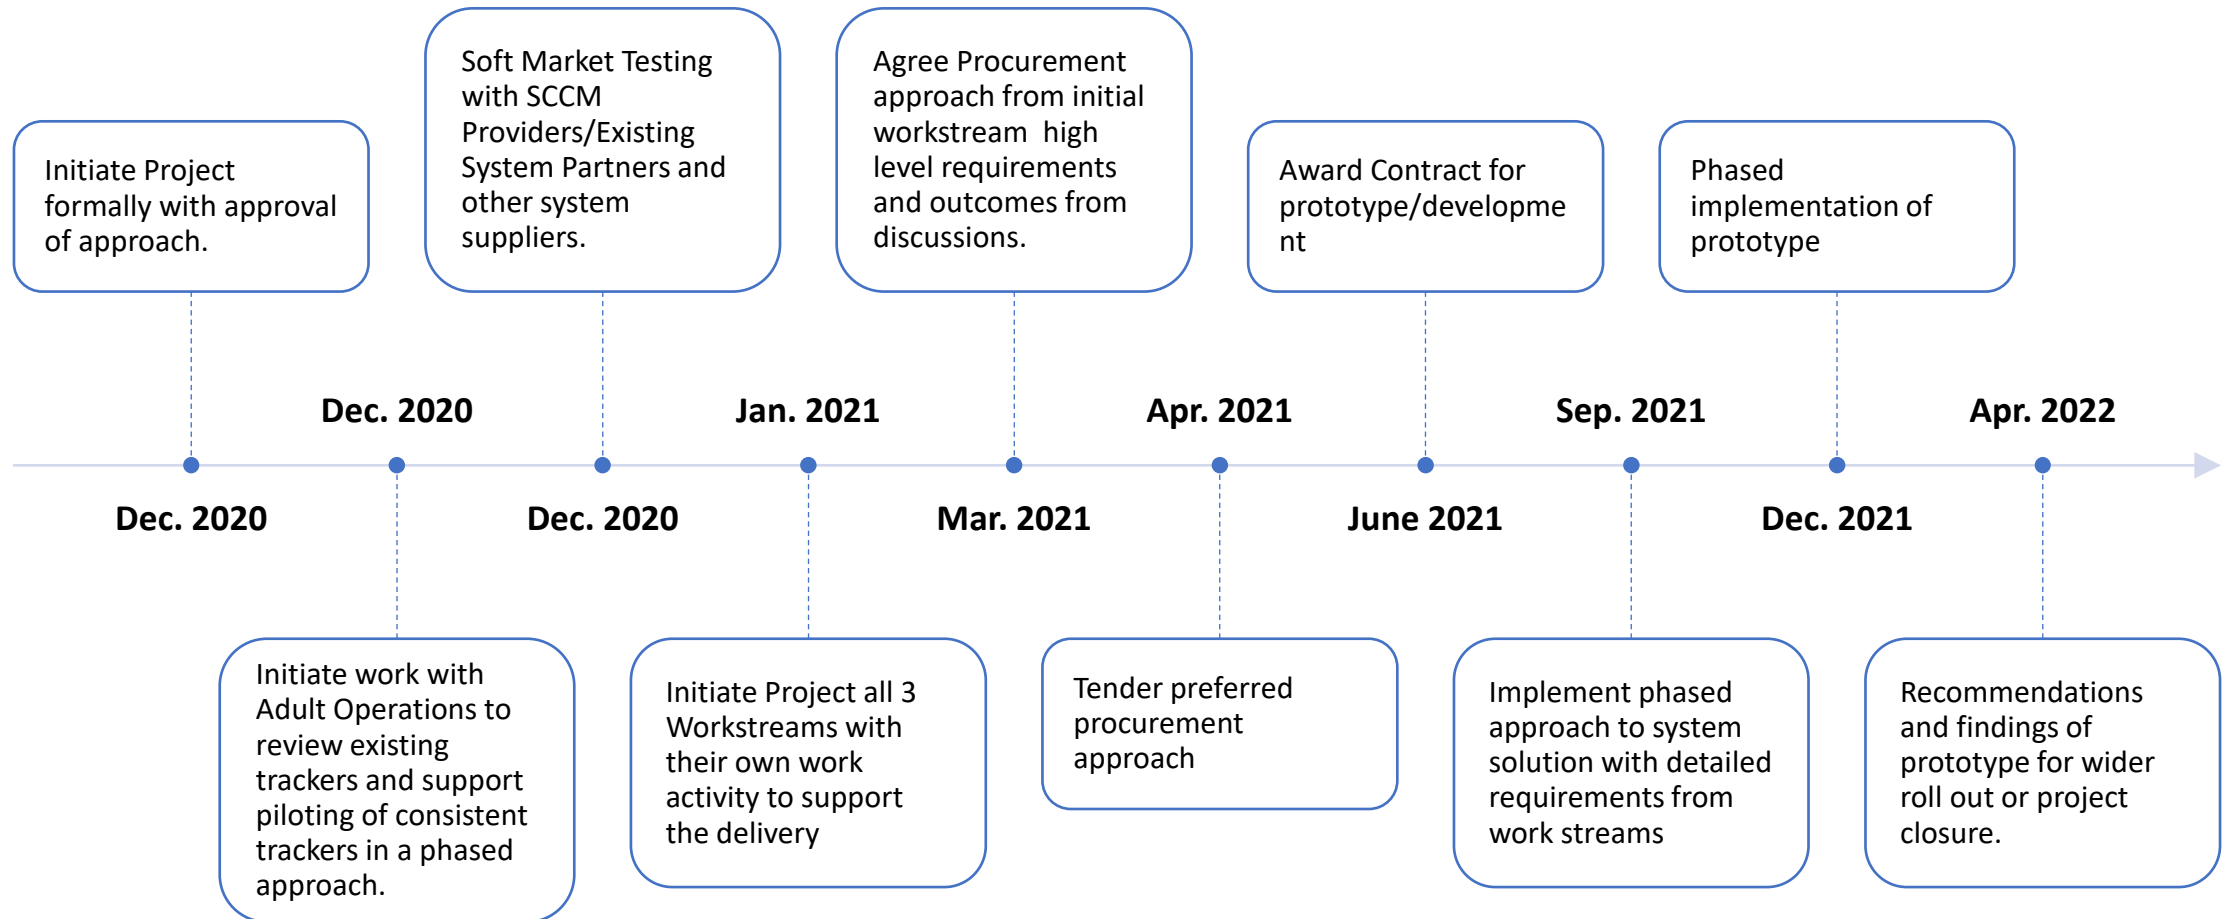 Initiate Project
formally with approval
of approach.
Soft Market Testing
with SCCM
Providers/Existing
System Partners and
other system
suppliers.
Agree Procurement
approach from initial
workstream  high
level requirements
and outcomes from
discussions.
Award Contract for
prototype/developme
nt
Phased
implementation of
prototype
Dec. 2020
Jan. 2021
Apr. 2021
Sep. 2021
Apr. 2022
Dec. 2020
Dec. 2020
Mar. 2021
June 2021
Dec. 2021
Initiate work with
Adult Operations to
review existing
trackers and support
piloting of consistent
trackers in a phased
approach.
Initiate Project all 3
Workstreams with
their own work
activity to support
the delivery
Tender preferred
procurement
approach
Implement phased
approach to system
solution with detailed
requirements from
work streams
Recommendations
and findings of
prototype for wider
roll out or project
closure.